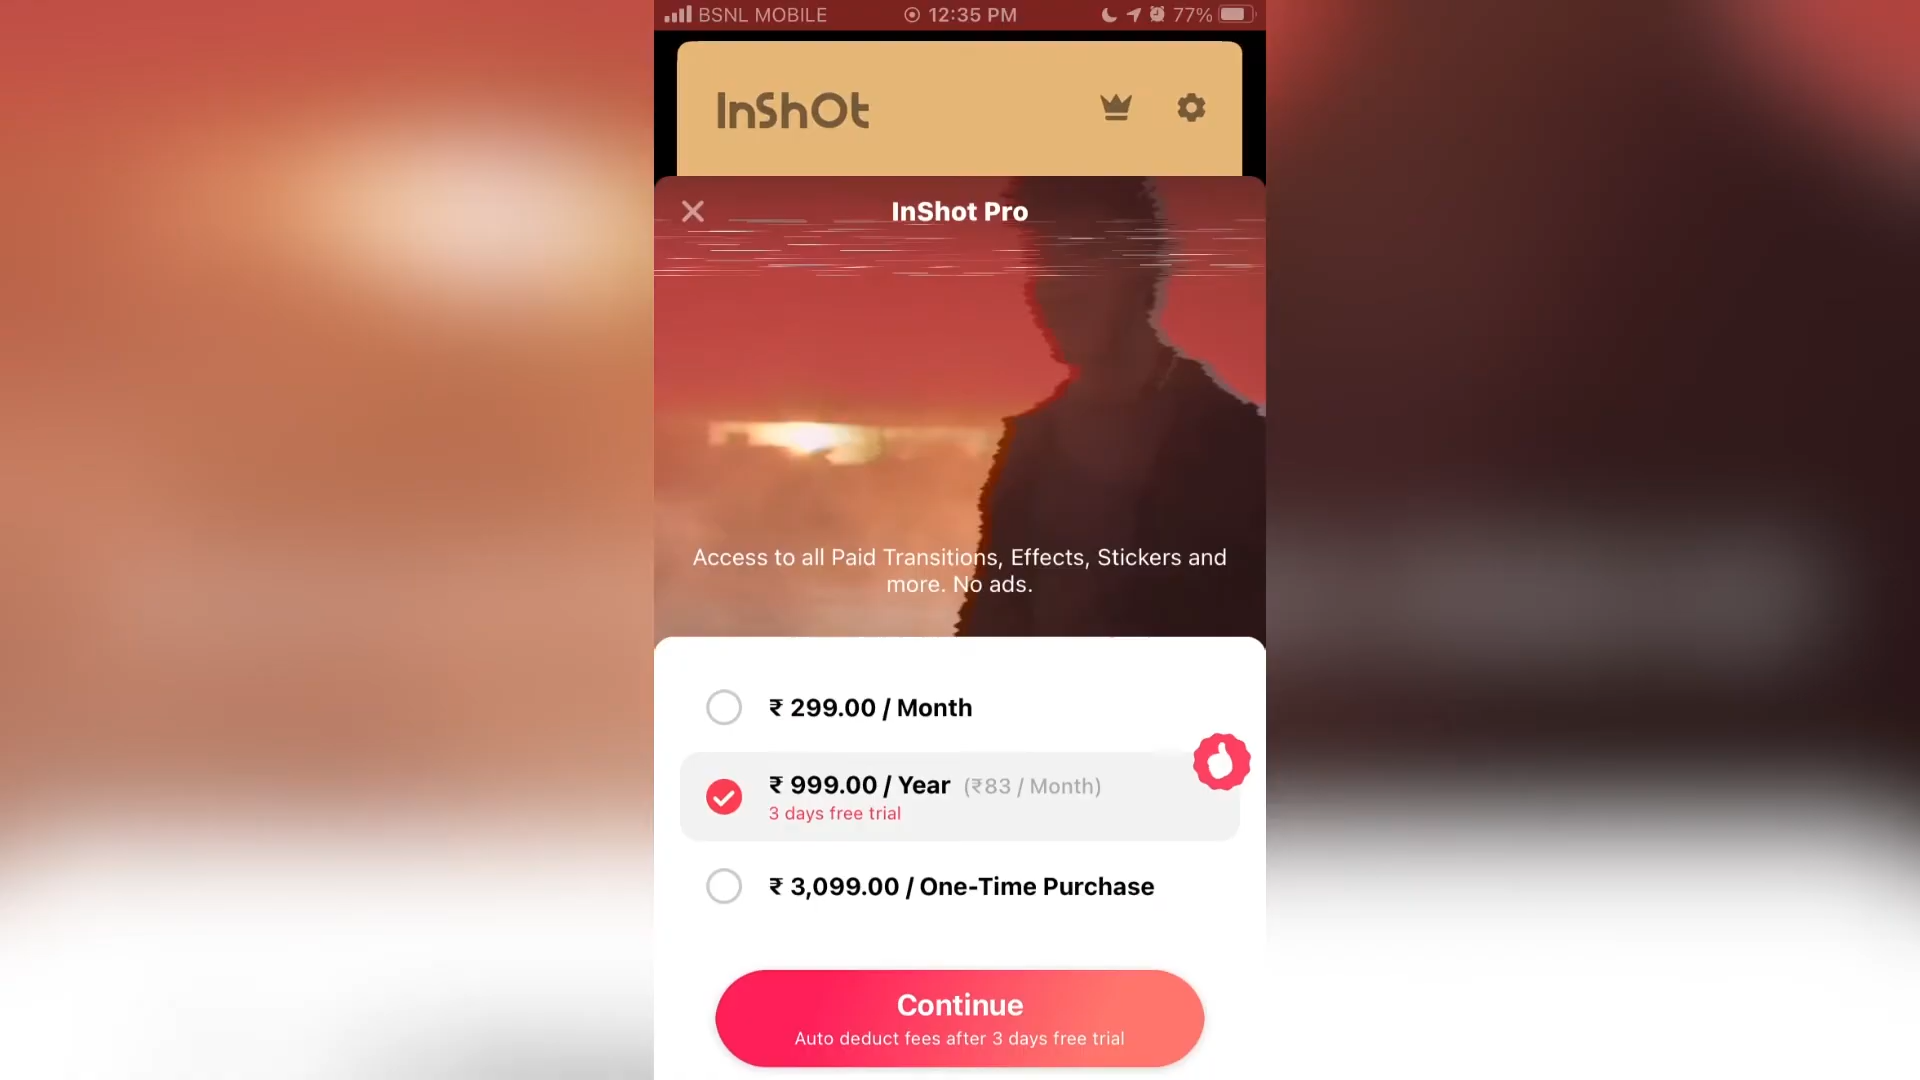 BSNL MOBILE 12:35 PM 77%
InShOt
InShot Pro
Access to all Paid Transitions, Effects, Stickers and
more. No ads.
₹ 299.00 / Month
₹ 999.00 / Year (₹83 / Month)
3 days free trial
₹ 3,099.00 / One-Time Purchase
Continue
Auto deduct fees after 3 days free trial